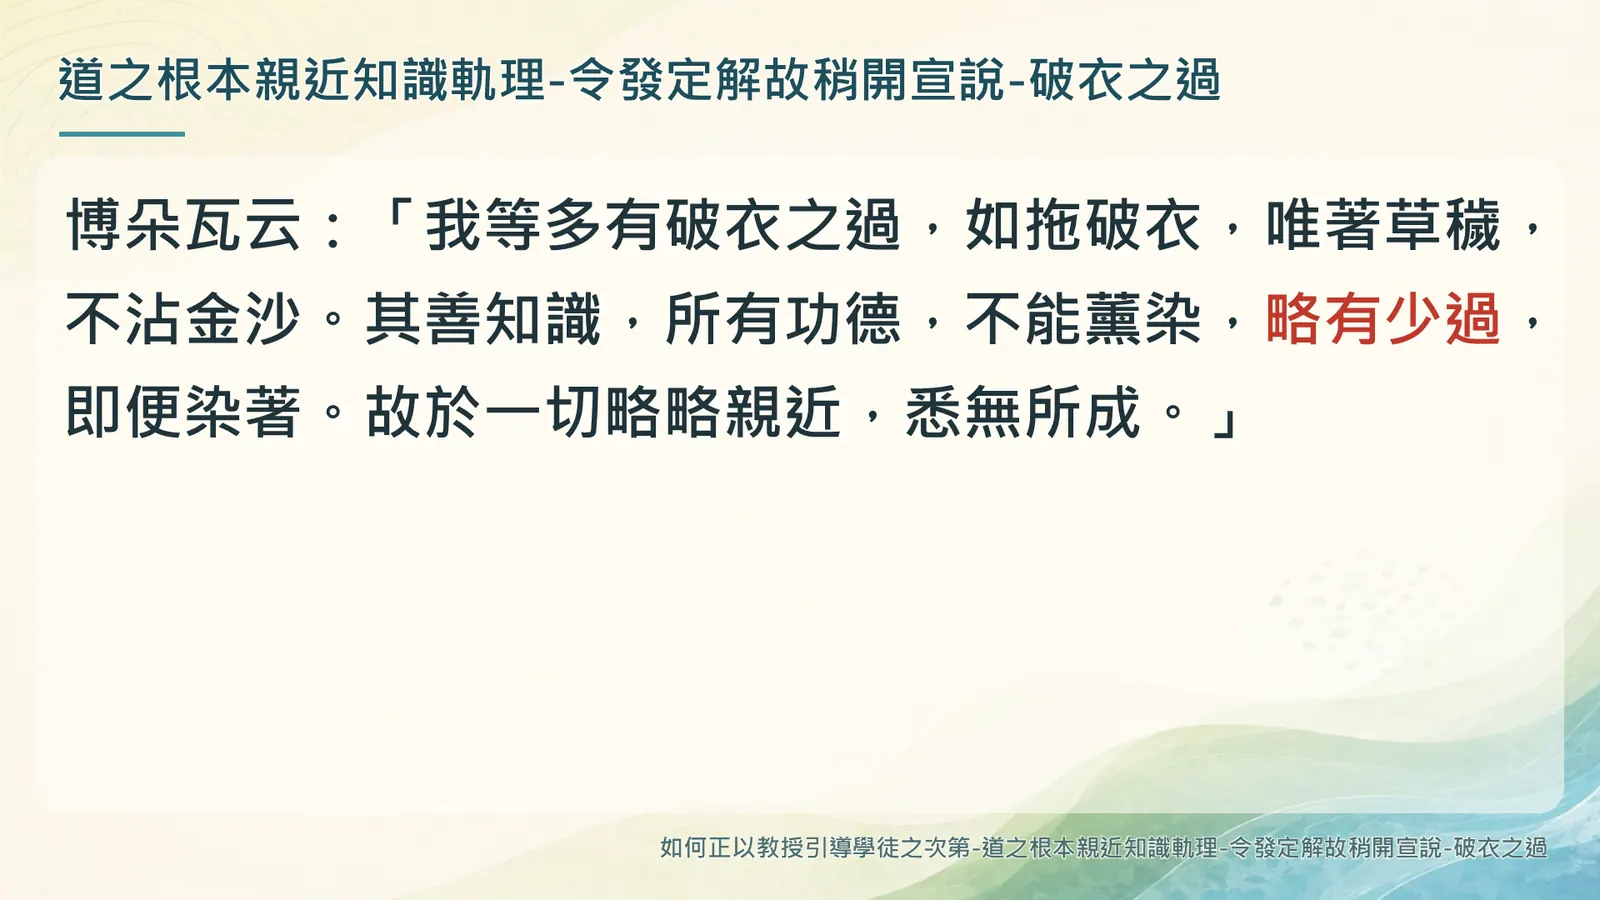 道之根本親近知識軌理-令發定解故稍開宣說-破衣之過
博朵瓦云：「我等多有破衣之過，如拖破衣，唯著草穢，
不沾金沙。其善知識，所有功德，不能薰染，略有少過，
即便染著。故於一切略略親近，悉無所成。」
如何正以教授引導學徒之次第-道之根本親近知識軌理-令發定解故稍開宣說-破衣之過